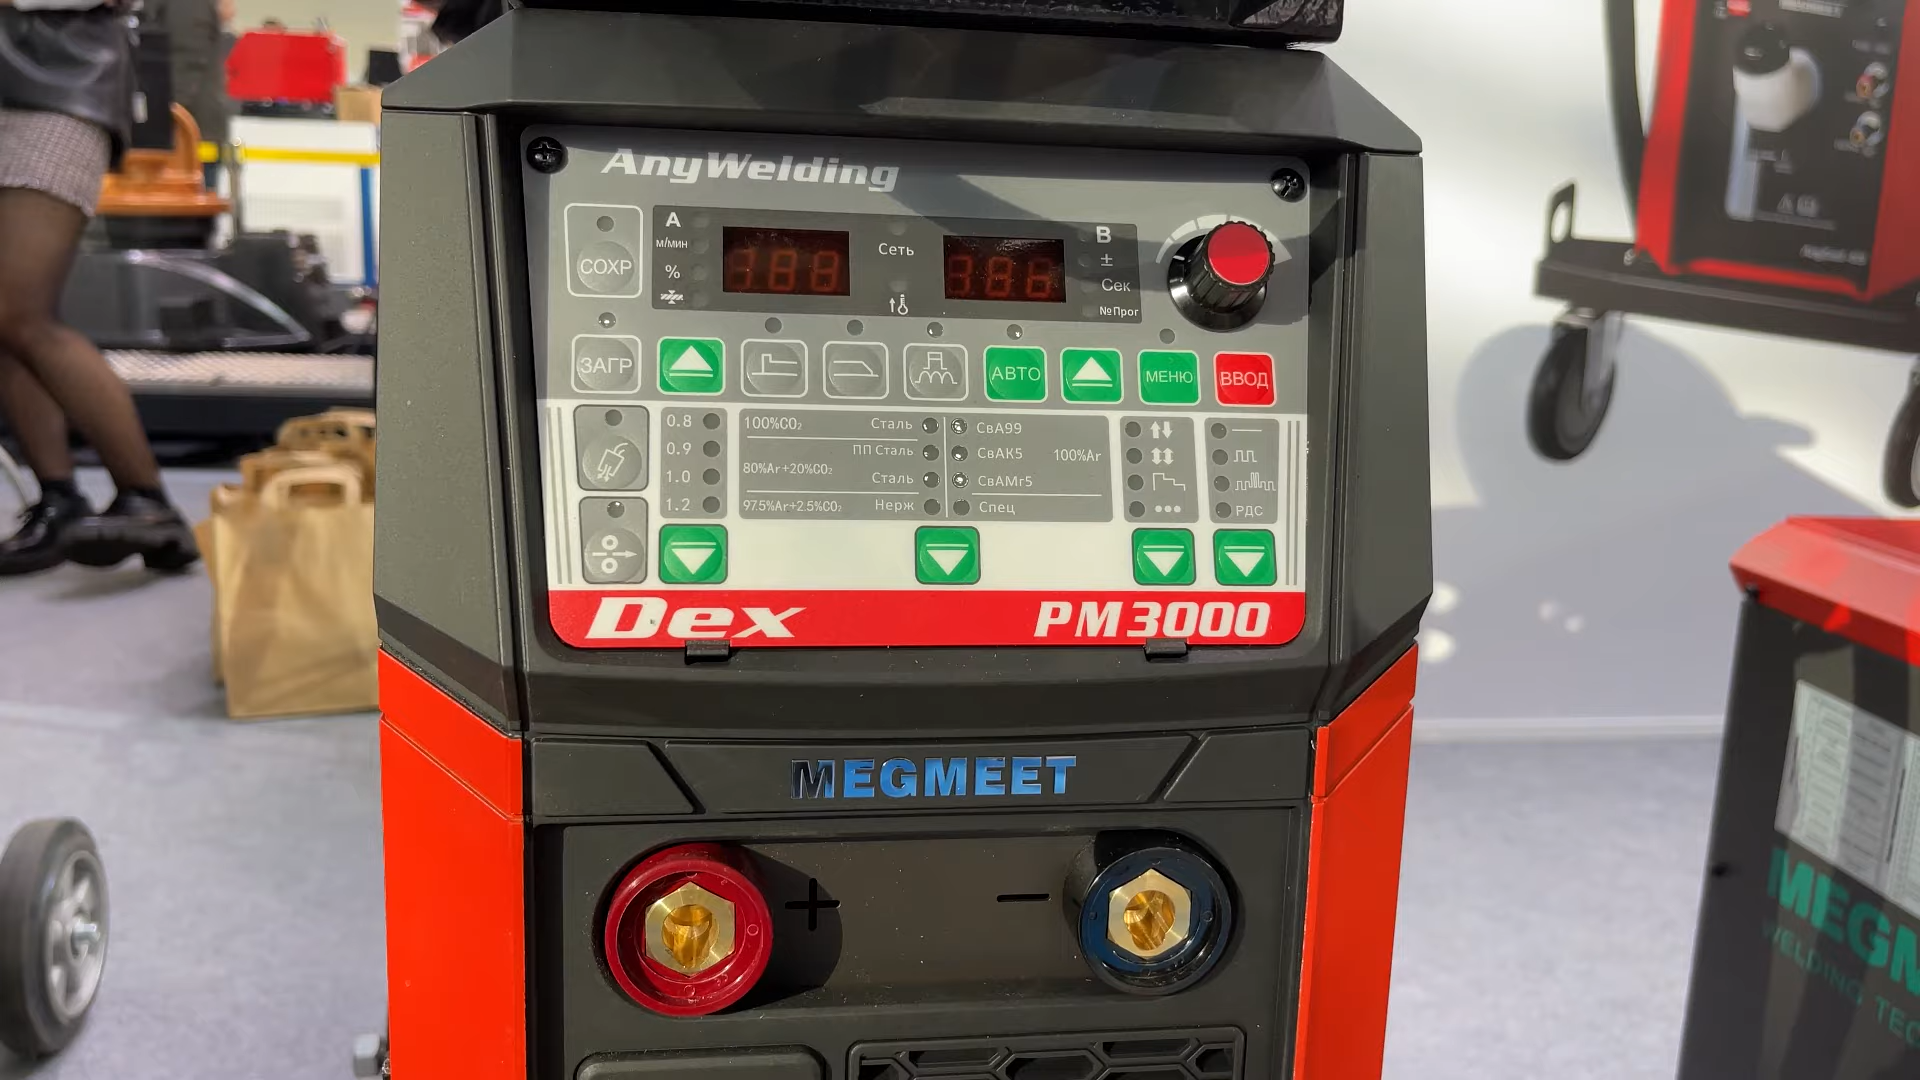 AnyWelding
А
В
м/мин
Сеть
±
СОХР
%
Сек
№Прог
ЗАГР
АВТО
МЕНЮ
ВВОД
0.8
100%CO₂
Сталь
СвА99
0.9
ПП Сталь
СвАК5
100%Ar
80%Ar+20%CO₂
1.0
Сталь
СвАМг5
1.2
97.5%Ar+2.5%CO₂
Нерж
Спец
РДС
Dex
PM3000
MEGMEET
+
−
MEGM
WELDING TEC